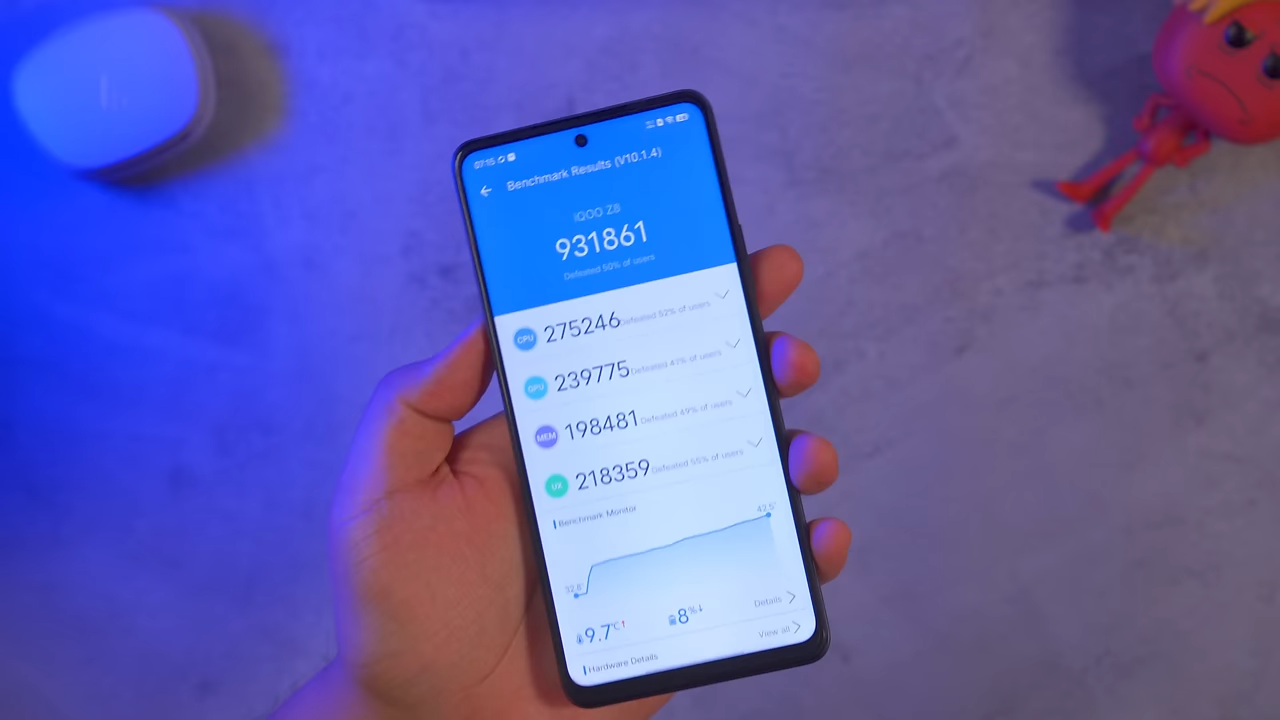 07:15
Benchmark Results (V10.1.4)
iQOO Z8
931861
Defeated 50% of users
CPU 275246 Defeated 52% of users
GPU 239775 Defeated 41% of users
MEM 198481 Defeated 49% of users
UX 218359 Defeated 55% of users
Benchmark Monitor
42.5°
32.8°
9.7°C↑ 8%↓ Details
View all
Hardware Details